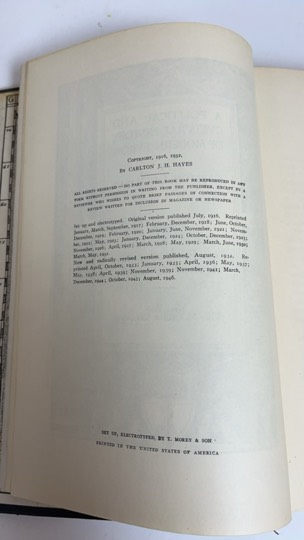 Copyright, 1916, 1932,
By CARLTON J. H. HAYES
ALL RIGHTS RESERVED—NO PART OF THIS BOOK MAY BE REPRODUCED IN ANY
FORM WITHOUT PERMISSION IN WRITING FROM THE PUBLISHER, EXCEPT BY A
REVIEWER WHO WISHES TO QUOTE BRIEF PASSAGES IN CONNECTION WITH A
REVIEW WRITTEN FOR INCLUSION IN MAGAZINE OR NEWSPAPER
Set up and electrotyped. Original version published July, 1916. Reprinted
January, March, September, 1917; February, December, 1918;
December, 1919; February, 1920; January, June, November, 1921; Novem-
ber, 1922; May, 1923; January, December, 1924; October, December, 1925;
November, 1926; April, 1927; March, 1928; May, 1929; March, June, 1930;
March, May, 1931
New and radically revised version published, August, 1932. Re-
printed April, October, 1933; January, 1935; April, 1936; May, 1937;
May, 1938; April, 1939; November, 1939; November, 1941; March,
December, 1944; October, 1945; August, 1946.
SET UP, ELECTROTYPED, BY T. MOREY & SON
PRINTED IN THE UNITED STATES OF AMERICA